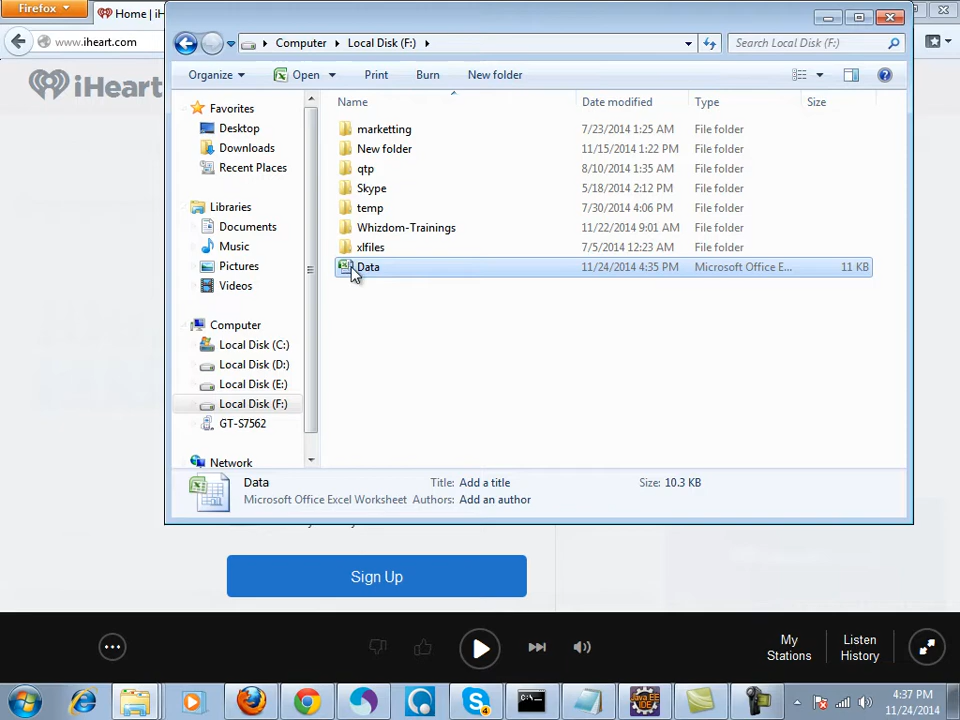 Firefox
Home | iH
www.iheart.com
iHeart
Computer
Local Disk (F:)
Search Local Disk (F:)
Organize
Open
Print
Burn
New folder
Favorites
Desktop
Downloads
Recent Places
Libraries
Documents
Music
Pictures
Videos
Computer
Local Disk (C:)
Local Disk (D:)
Local Disk (E:)
Local Disk (F:)
GT-S7562
Network
Name Date modified Type Size
marketting 7/23/2014 1:25 AM File folder
New folder 11/15/2014 1:22 PM File folder
qtp 8/10/2014 1:35 AM File folder
Skype 5/18/2014 2:12 PM File folder
temp 7/30/2014 4:06 PM File folder
Whizdom-Trainings 11/22/2014 9:01 AM File folder
xlfiles 7/5/2014 12:23 AM File folder
Data 11/24/2014 4:35 PM Microsoft Office E... 11 KB
Data Title: Add a title Size: 10.3 KB
Microsoft Office Excel Worksheet Authors: Add an author
Sign Up
My Stations
Listen History
Java EE IDE
C:\
4
4:37 PM
11/24/2014